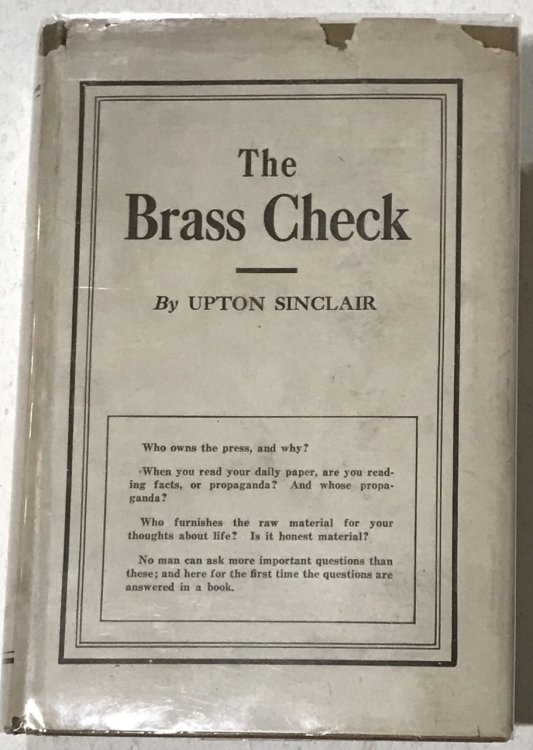 The
Brass Check
By UPTON SINCLAIR
Who owns the press, and why?
When you read your daily paper, are you read-
ing facts, or propaganda? And whose propa-
ganda?
Who furnishes the raw material for your
thoughts about life? Is it honest material?
No man can ask more important questions than
these; and here for the first time the questions are
answered in a book.